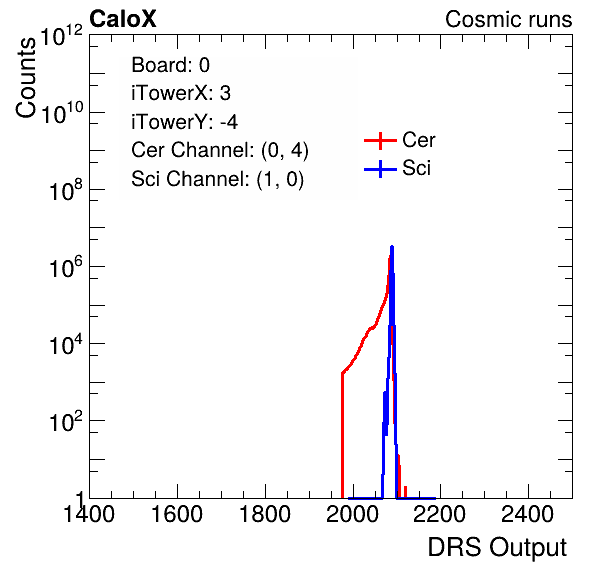 CaloX Cosmic runs
Counts
Board: 0
iTowerX: 3
iTowerY: -4
Cer Channel: (0, 4)
Sci Channel: (1, 0)
Cer
Sci
10^12
10^10
10^8
10^6
10^4
10^2
1
1400 1600 1800 2000 2200 2400
DRS Output